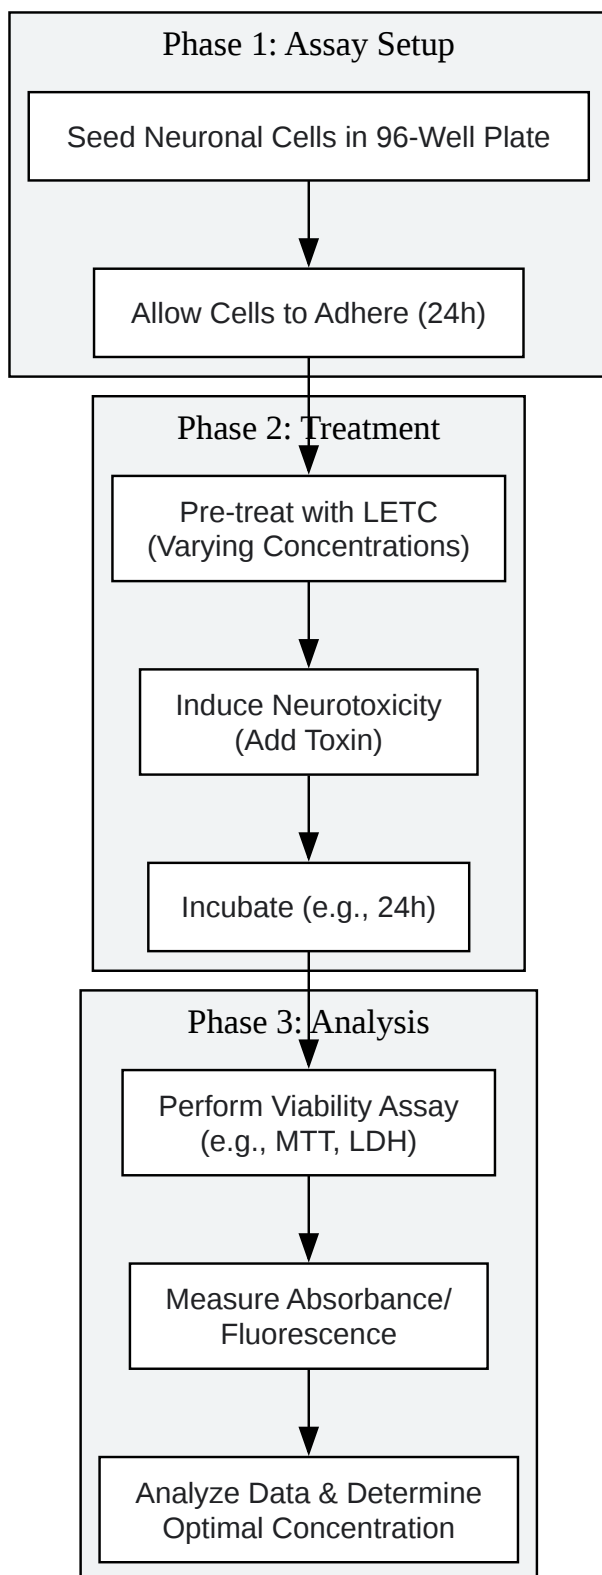 Phase 1: Assay Setup
Seed Neuronal Cells in 96-Well Plate
Allow Cells to Adhere (24h)
Phase 2: Treatment
Pre-treat with LETC
(Varying Concentrations)
Induce Neurotoxicity
(Add Toxin)
Incubate (e.g., 24h)
Phase 3: Analysis
Perform Viability Assay
(e.g., MTT, LDH)
Measure Absorbance/
Fluorescence
Analyze Data & Determine
Optimal Concentration